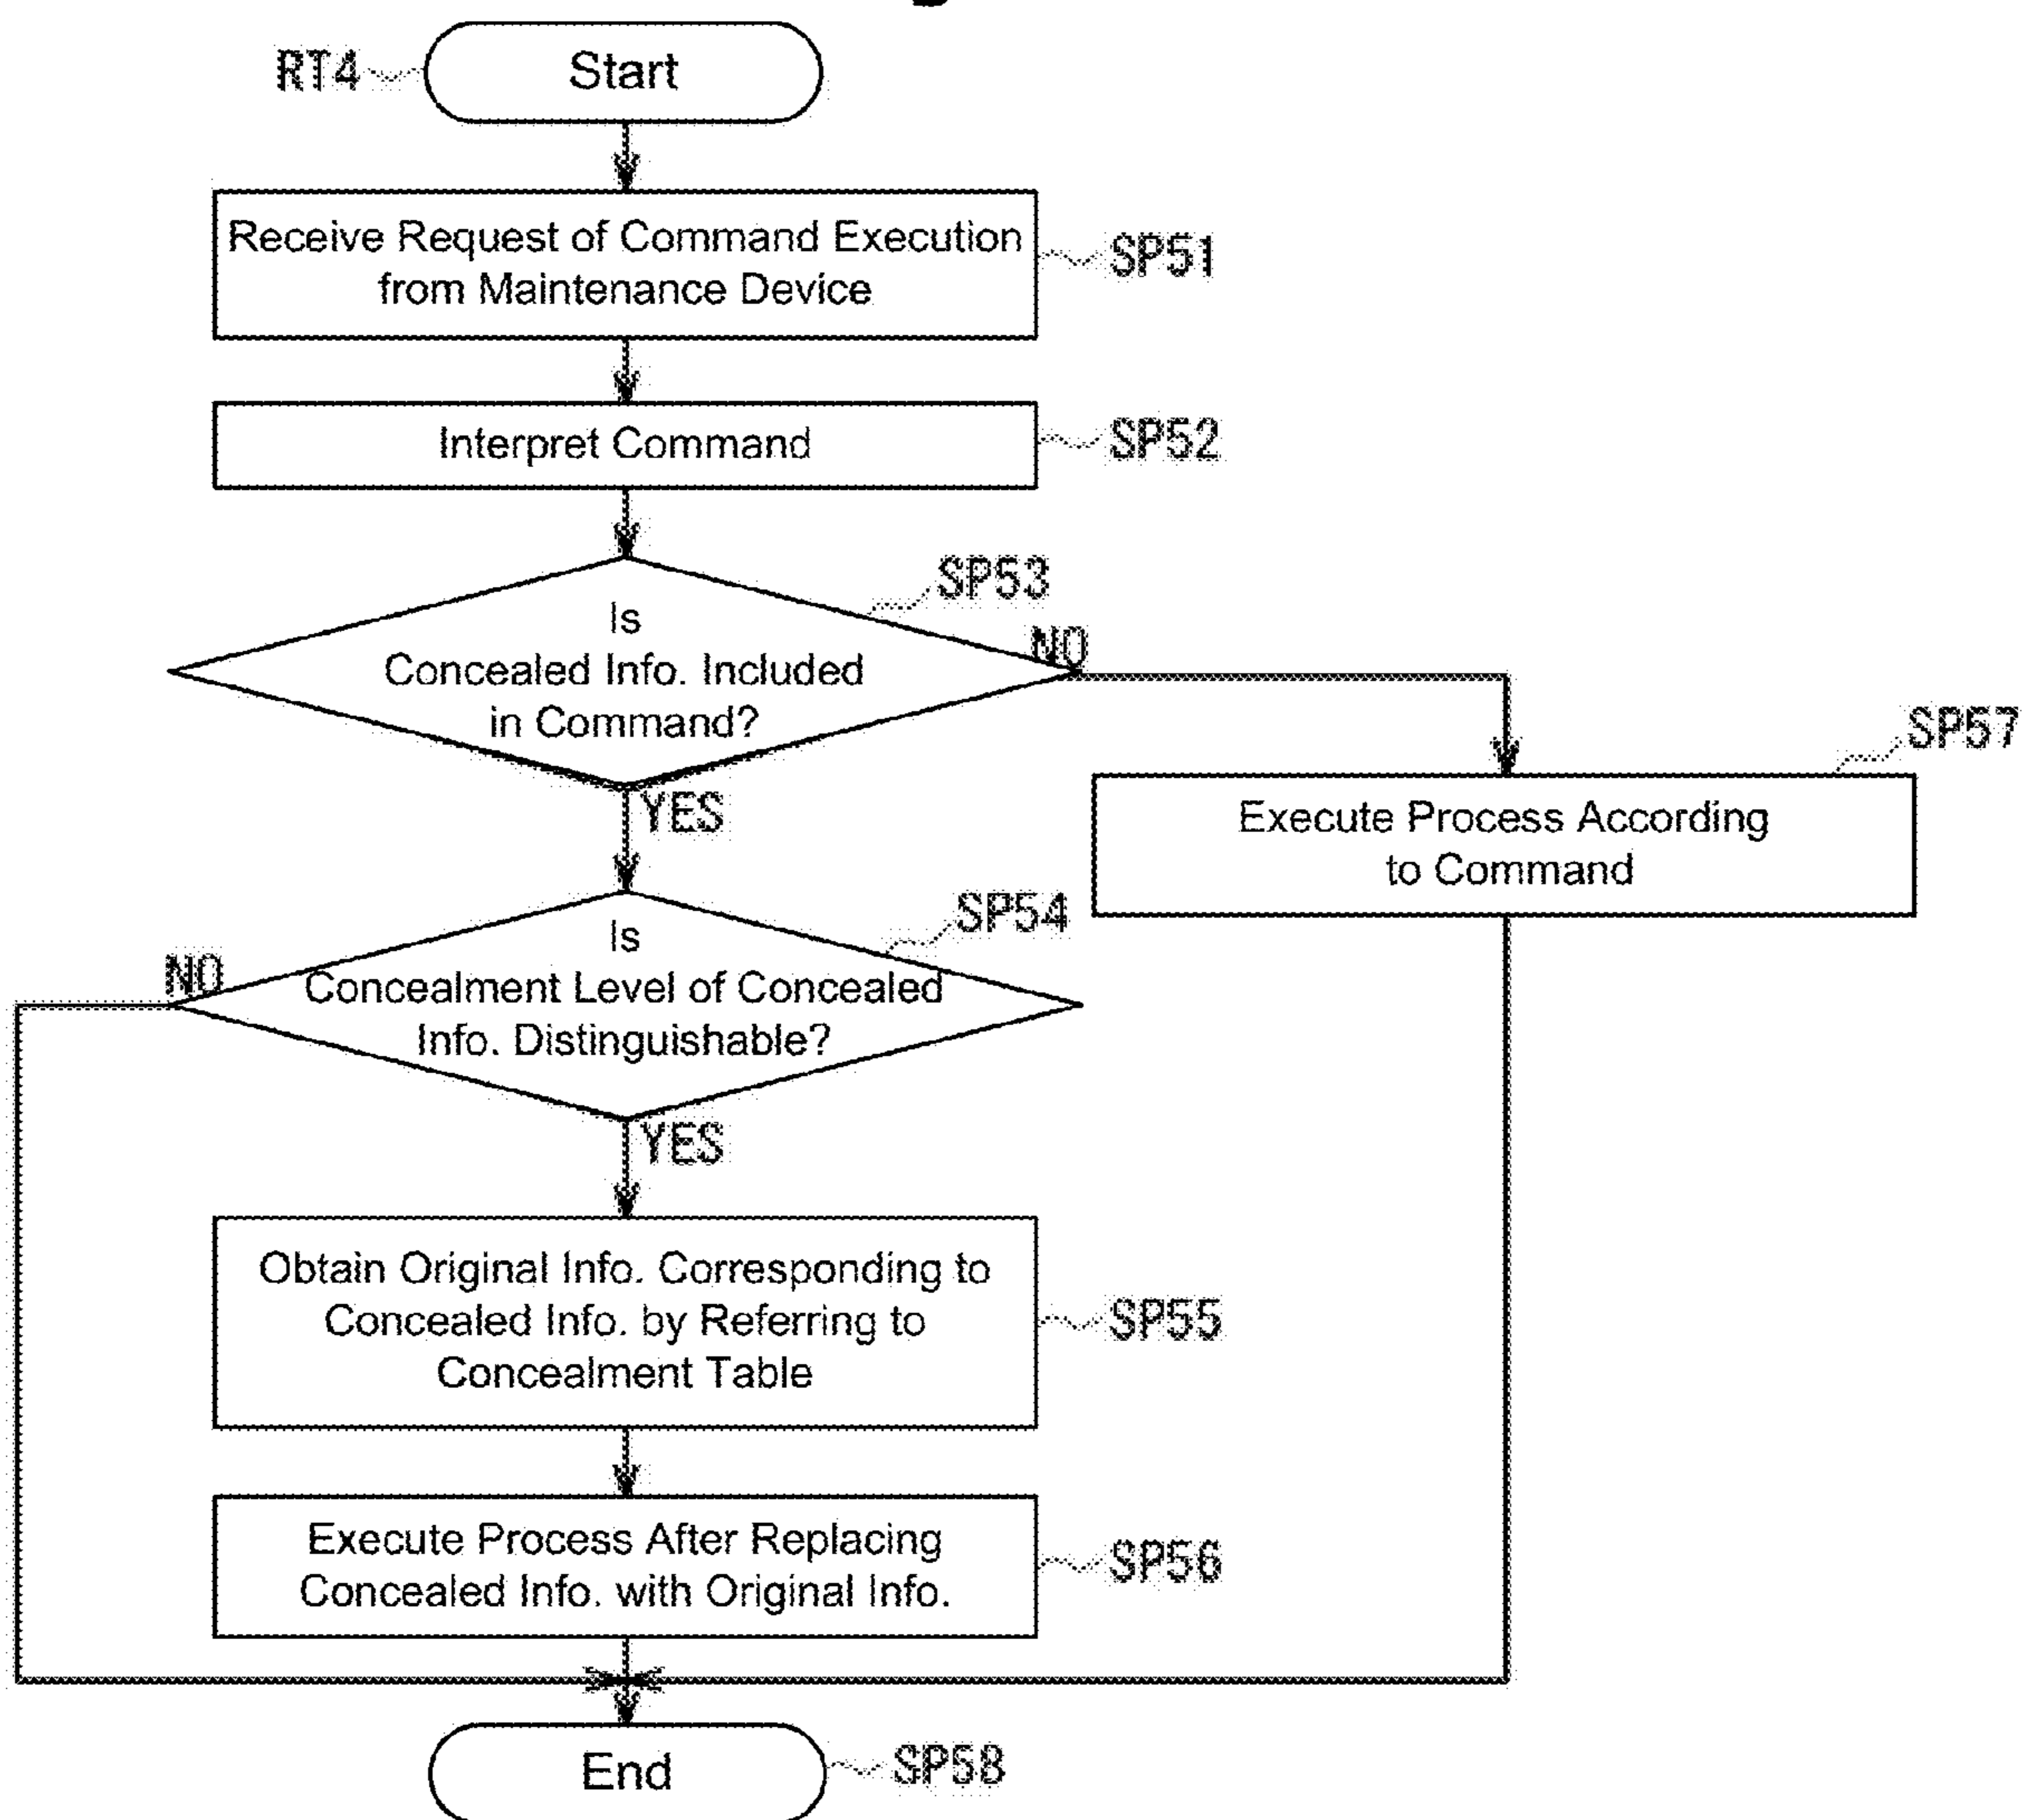 RT4
Start
Receive Request of Command Execution
from Maintenance Device
SP51
Interpret Command
SP52
SP53
Is
Concealed Info. Included
in Command?
NO
YES
SP57
Execute Process According
to Command
SP54
Is
Concealment Level of Concealed
Info. Distinguishable?
NO
YES
Obtain Original Info. Corresponding to
Concealed Info. by Referring to
Concealment Table
SP55
Execute Process After Replacing
Concealed Info. with Original Info.
SP56
End
SP58